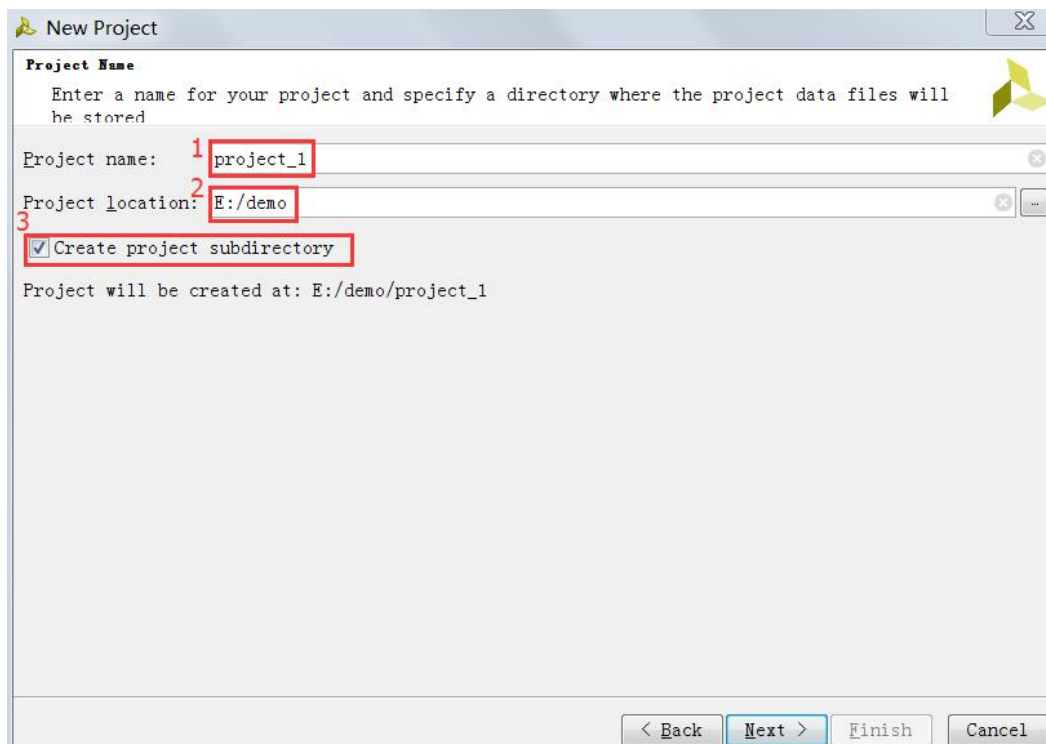 New Project
Project Name
Enter a name for your project and specify a directory where the project data files will
be stored
Project name: 1 project_1
Project location: 2 E:/demo ...
3
Create project subdirectory
Project will be created at: E:/demo/project_1
< Back Next > Finish Cancel